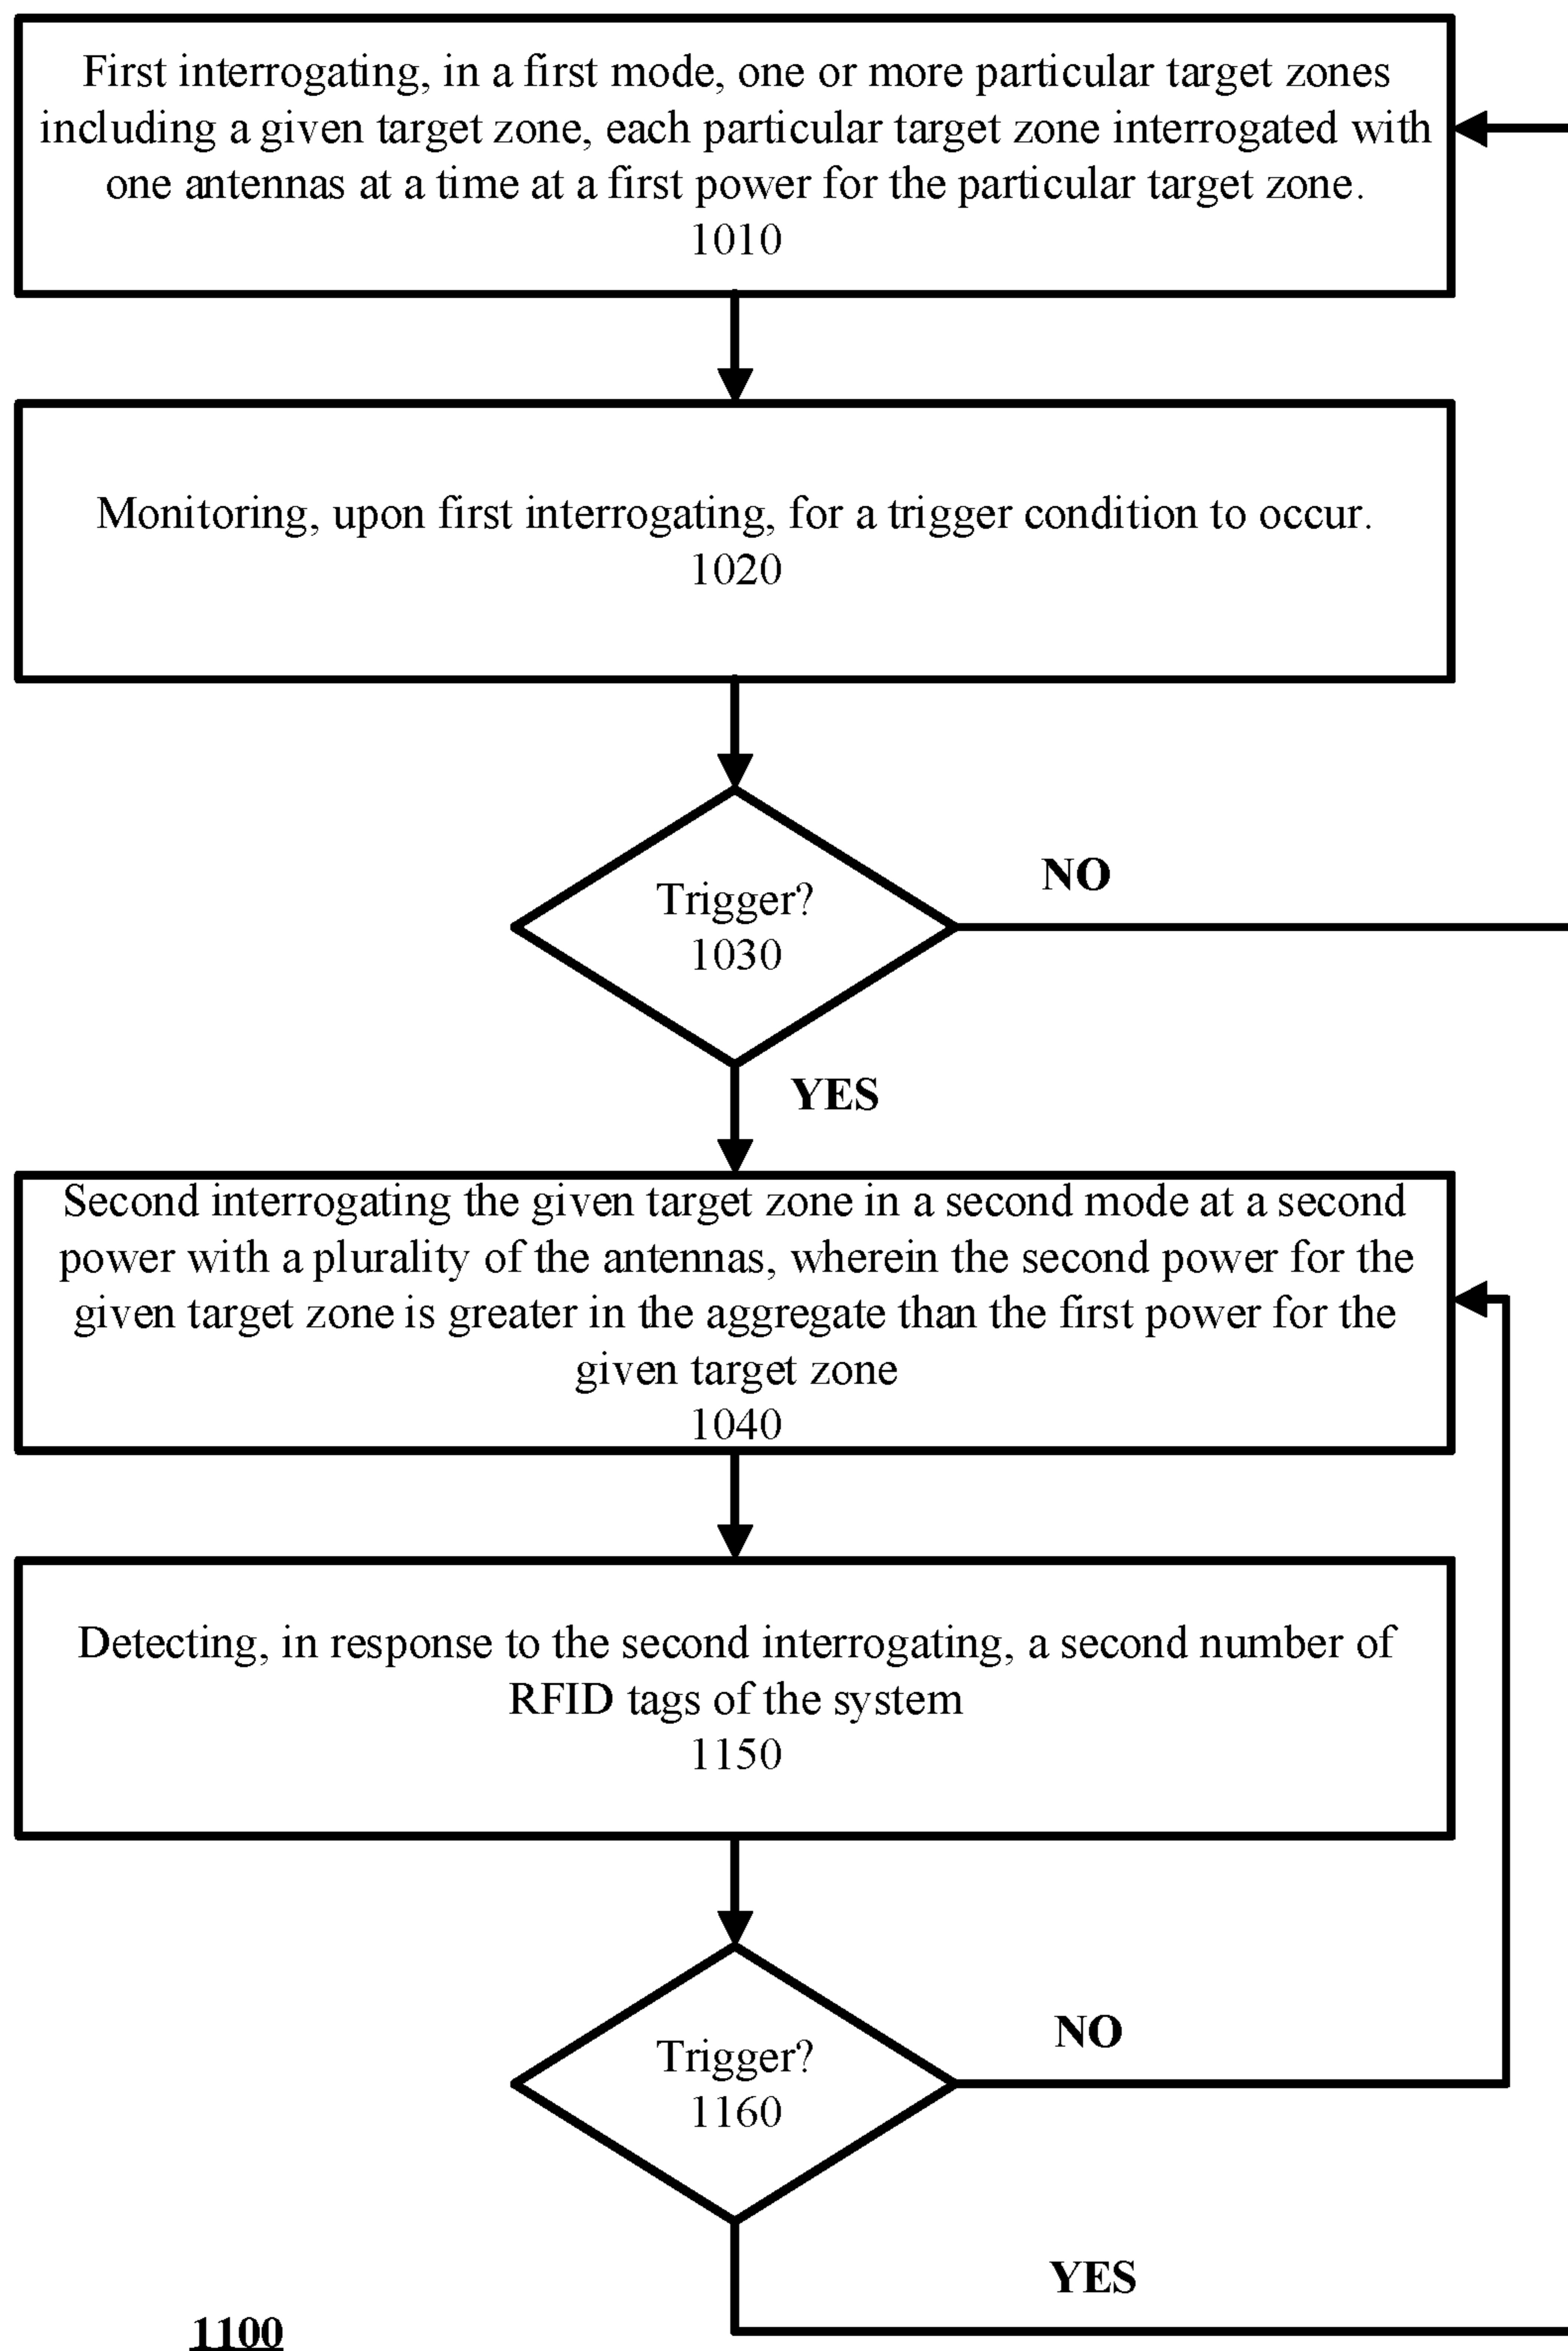 First interrogating, in a first mode, one or more particular target zones
including a given target zone, each particular target zone interrogated with
one antennas at a time at a first power for the particular target zone.
1010
Monitoring, upon first interrogating, for a trigger condition to occur.
1020
Trigger?
1030
NO
YES
Second interrogating the given target zone in a second mode at a second
power with a plurality of the antennas, wherein the second power for the
given target zone is greater in the aggregate than the first power for the
given target zone
1040
Detecting, in response to the second interrogating, a second number of
RFID tags of the system
1150
Trigger?
1160
NO
YES
1100